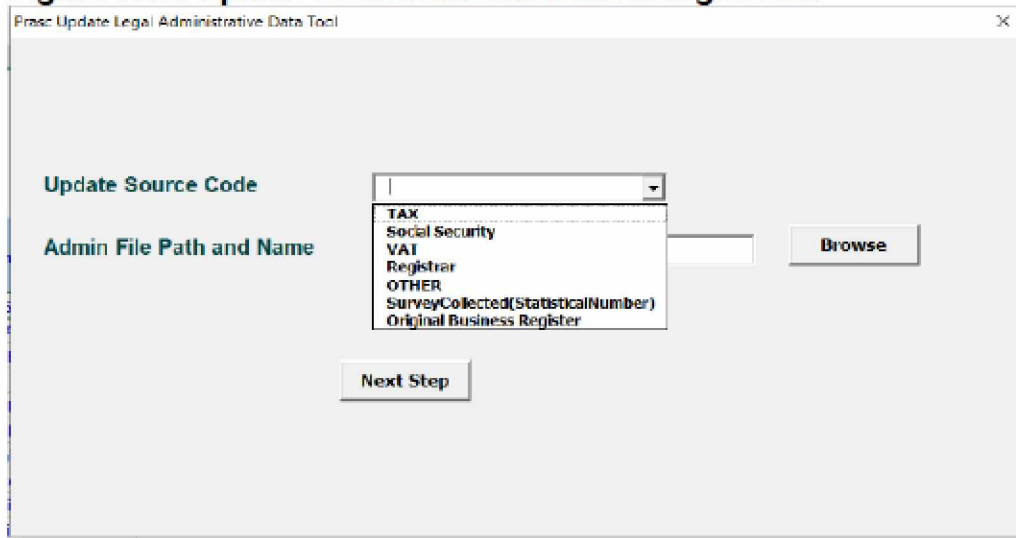 Prasc Update Legal Administrative Data Tool
Update Source Code
TAX
Social Security
VAT
Registrar
OTHER
SurveyCollected(StatisticalNumber)
Original Business Register
Admin File Path and Name
Browse
Next Step